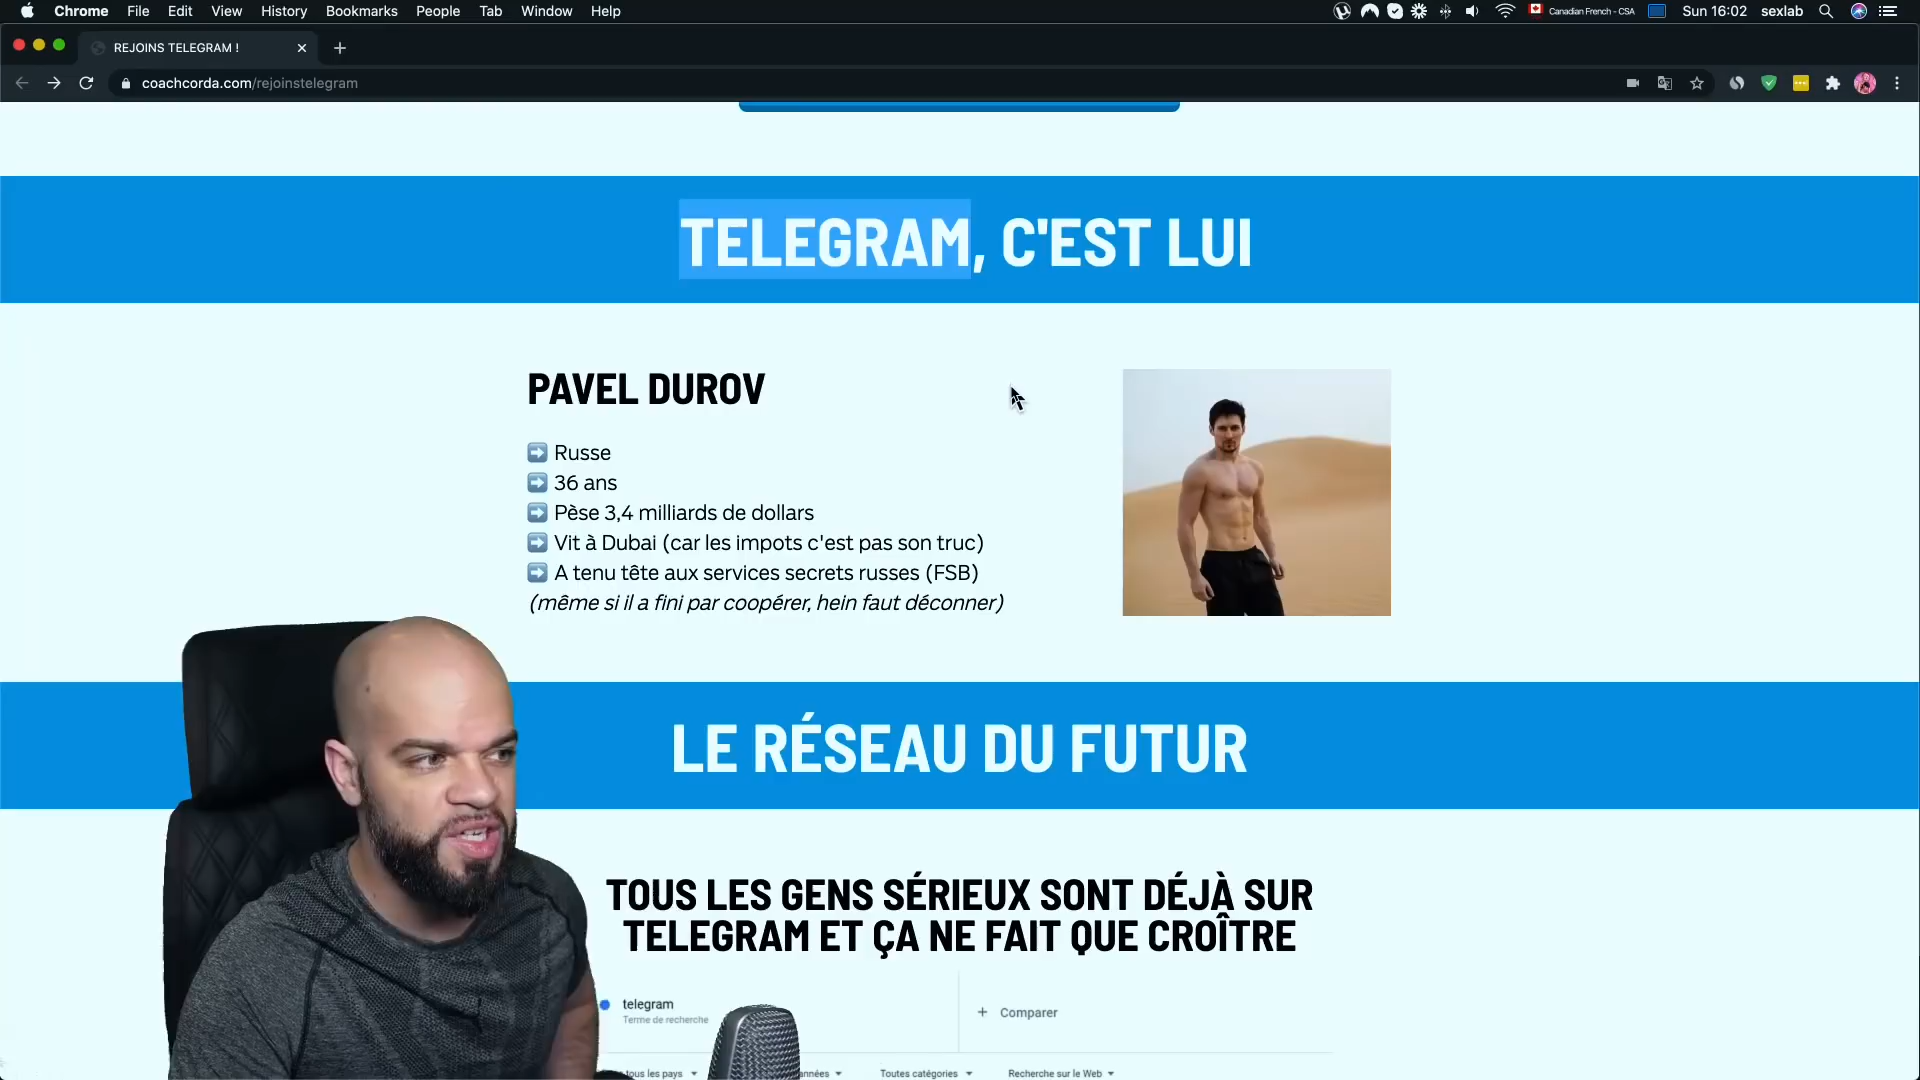 Chrome File Edit View History Bookmarks People Tab Window Help
Canadian French - CSA Sun 16:02 sexlab
REJOINS TELEGRAM !
coachcorda.com/rejoinstelegram
TELEGRAM, C'EST LUI
PAVEL DUROV
Russe
36 ans
Pèse 3,4 milliards de dollars
Vit à Dubai (car les impots c'est pas son truc)
A tenu tête aux services secrets russes (FSB)
(même si il a fini par coopérer, hein faut déconner)
LE RÉSEAU DU FUTUR
TOUS LES GENS SÉRIEUX SONT DÉJÀ SUR
TELEGRAM ET ÇA NE FAIT QUE CROÎTRE
telegram
Terme de recherche
+ Comparer
tous les pays
Toutes catégories
Recherche sur le Web